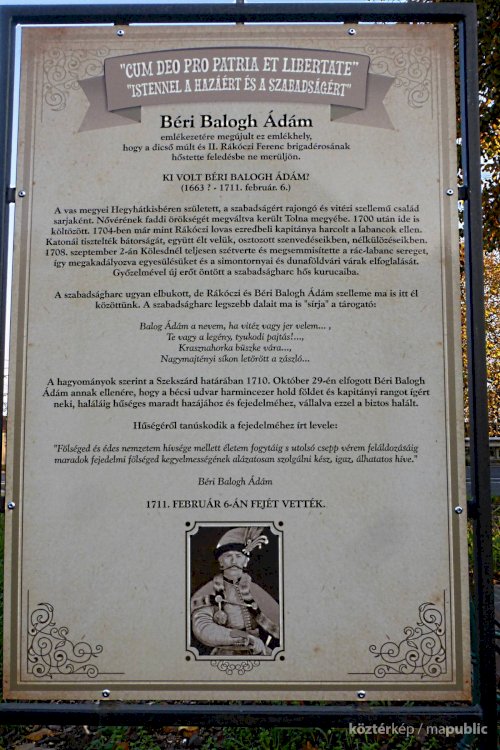 "CUM DEO PRO PATRIA ET LIBERTATE"
"ISTENNEL A HAZÁÉRT ÉS A SZABADSÁGÉRT"
Béri Balogh Ádám
emlékezetére megújult ez emlékhely,
hogy a dicső múlt és II. Rákóczi Ferenc brigadérosának
hőstette feledésbe ne merüljön.
KI VOLT BÉRI BALOGH ÁDÁM?
(1663 ? - 1711. február. 6.)
A vas megyei Hegyhátkisbéren született, a szabadságért rajongó és vitézi szellemű család
sarjaként. Nővérének faddi örökségét megváltva került Tolna megyébe. 1700 után ide is
költözött. 1704-ben már mint Rákóczi lovas ezredbeli kapitánya harcolt a labancok ellen.
Katonái tisztelték bátorságát, együtt élt velük, osztozott szenvedéseikben, nélkülözéseikben.
1708. szeptember 2-án Kölesdnél teljesen szétverte és megsemmisítette a rác-labanc sereget,
így megakadályozva egyesülésüket és a simontornyai és dunaföldvári várak elfoglalását.
Győzelmével új erőt öntött a szabadságharc hős kurucaiba.
A szabadságharc ugyan elbukott, de Rákóczi és Béri Balogh Ádám szelleme ma is itt él
közöttünk. A szabadságharc legszebb dalait ma is "sírja" a tárogató:
Balog Ádám a nevem, ha vitéz vagy jer velem... ,
Te vagy a legény, tyukodi pajtás!...,
Krasznahorka büszke vára...,
Nagymajtényi síkon letörött a zászló...
A hagyományok szerint a Szekszárd határában 1710. Október 29-én elfogott Béri Balogh
Ádám annak ellenére, hogy a bécsi udvar harmincezer hold földet és kapitányi rangot ígért
neki, haláláig hűséges maradt hazájához és fejedelméhez, vállalva ezzel a biztos halált.
Hűségéről tanúskodik a fejedelméhez írt levele:
"Fölséged és édes nemzetem hívsége mellett életem fogytáig s utolsó csepp vérem feláldozásáig
maradok fejedelmi fölséged kegyelmességének alázatosan szolgálni kész, igaz, álhatatos híve."
Béri Balogh Ádám
1711. FEBRUÁR 6-ÁN FEJÉT VETTÉK.
köztérkép / mapublic